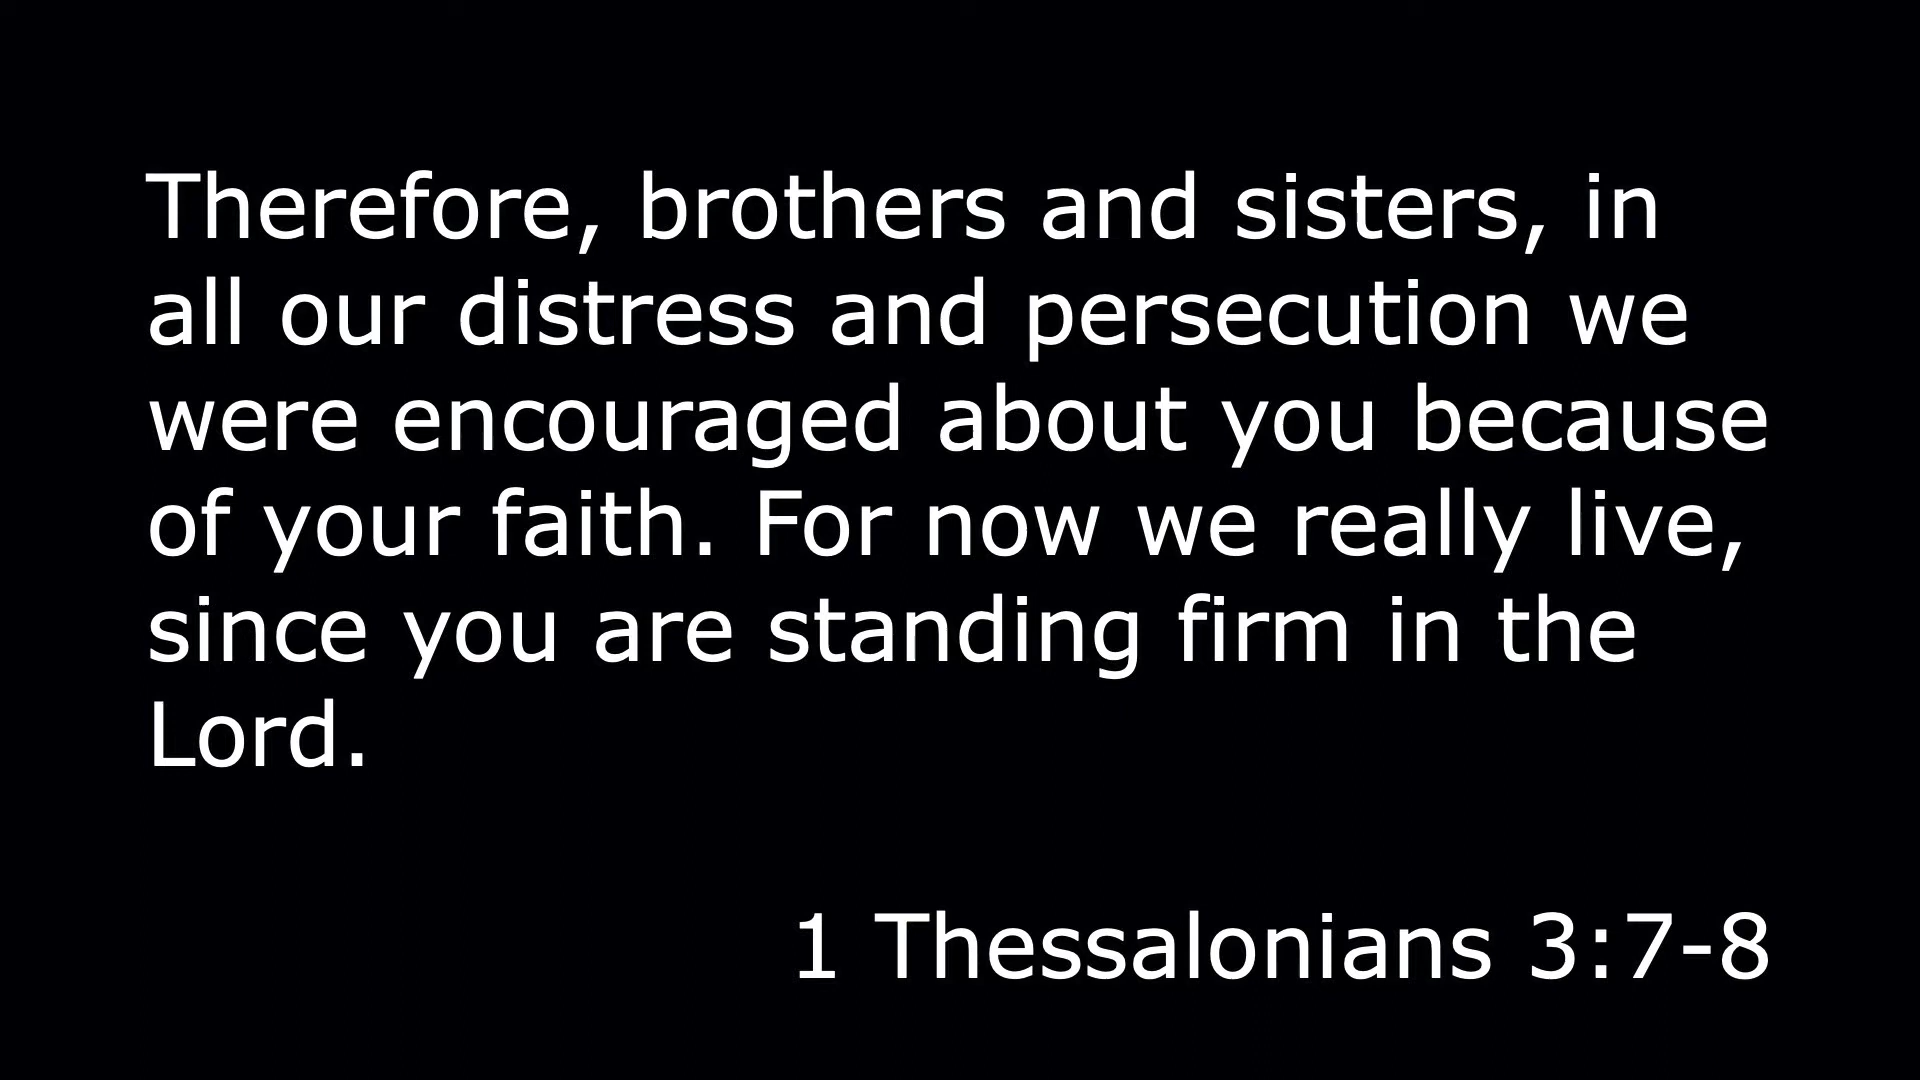 Therefore, brothers and sisters, in
all our distress and persecution we
were encouraged about you because
of your faith. For now we really live,
since you are standing firm in the
Lord.
1 Thessalonians 3:7-8